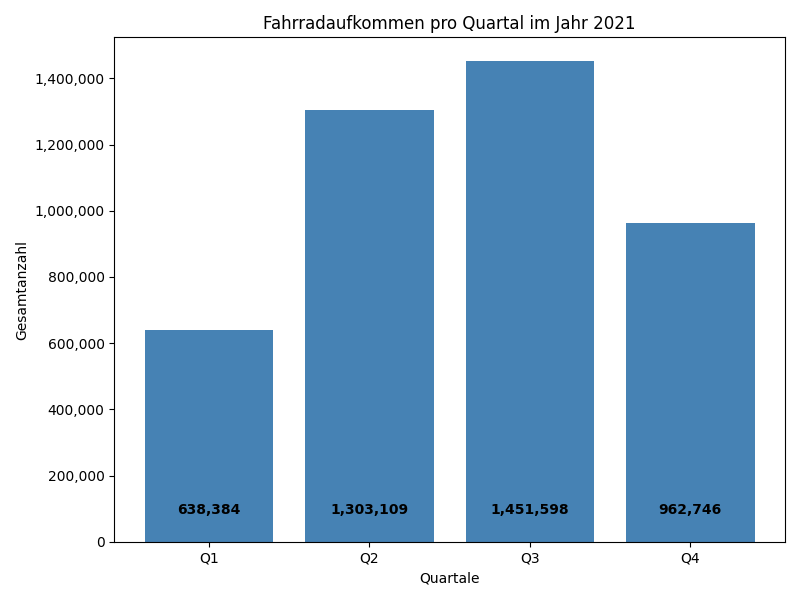 Fahrradaufkommen pro Quartal im Jahr 2021
Gesamtanzahl
1,400,000
1,200,000
1,000,000
800,000
600,000
400,000
200,000
0
638,384
1,303,109
1,451,598
962,746
Q1
Q2
Q3
Q4
Quartale